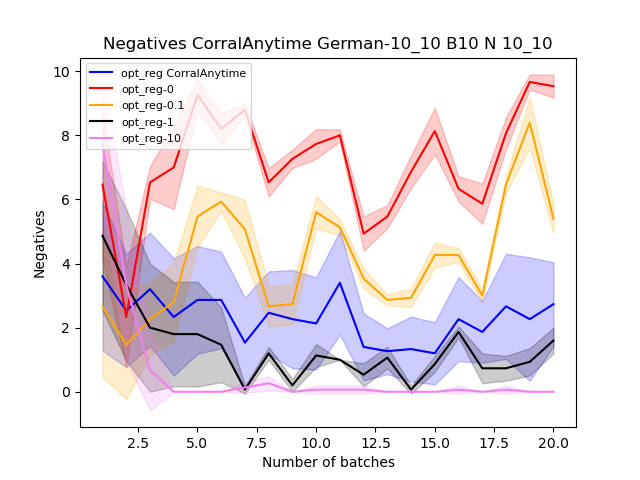 Negatives CorralAnytime German-10_10 B10 N 10_10
opt_reg CorralAnytime
opt_reg-0
opt_reg-0.1
opt_reg-1
opt_reg-10
Negatives
10
8
6
4
2
0
2.5 5.0 7.5 10.0 12.5 15.0 17.5 20.0
Number of batches